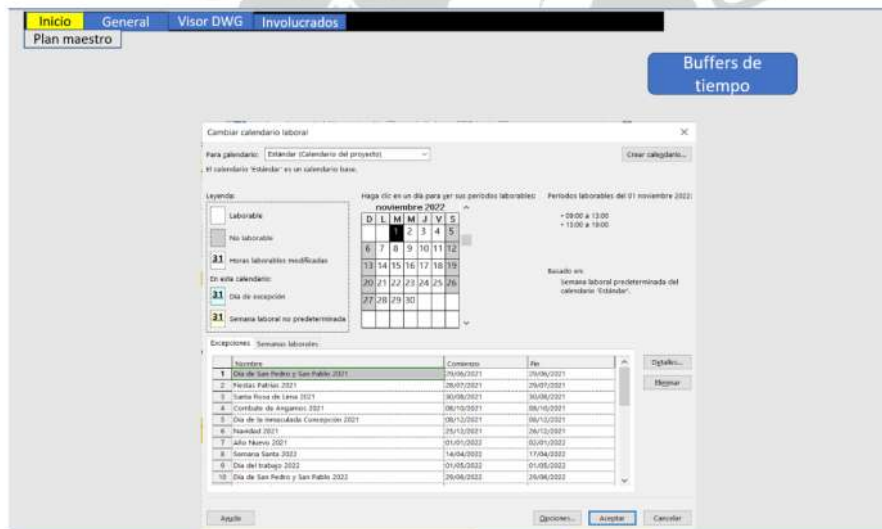 Inicio General Visor DWG Involucrados
Plan maestro
Buffers de
tiempo
Cambiar calendario laboral
Para calendario: Estándar (Calendario del proyecto)
Crear calendario...
El calendario 'Estándar' es un calendario base.
Leyenda:
Laborable
No laborable
31 Horas laborables modificadas
En este calendario:
31 Día de excepción
31 Semana laboral no predeterminada
Haga clic en un día para ver sus períodos laborables:
noviembre 2022
D L M M J V S
1 2 3 4 5
6 7 8 9 10 11 12
13 14 15 16 17 18 19
20 21 22 23 24 25 26
27 28 29 30
Períodos laborables del 01 noviembre 2022:
• 09:00 a 13:00
• 15:00 a 19:00
Basado en:
Semana laboral predeterminada del
calendario 'Estándar'.
Excepciones Semanas laborales
Nombre Comienzo Fin
1 Día de San Pedro y San Pablo 2021 29/06/2021 29/06/2021
2 Fiestas Patrias 2021 28/07/2021 29/07/2021
3 Santa Rosa de Lima 2021 30/08/2021 30/08/2021
4 Combate de Angamos 2021 08/10/2021 08/10/2021
5 Día de la Inmaculada Concepción 2021 08/12/2021 08/12/2021
6 Navidad 2021 25/12/2021 26/12/2021
7 Año Nuevo 2021 01/01/2022 02/01/2022
8 Semana Santa 2022 14/04/2022 17/04/2022
9 Día del trabajo 2022 01/05/2022 01/05/2022
10 Día de San Pedro y San Pablo 2022 29/06/2022 29/06/2022
Detalles...
Eliminar
Ayuda
Opciones... Aceptar Cancelar